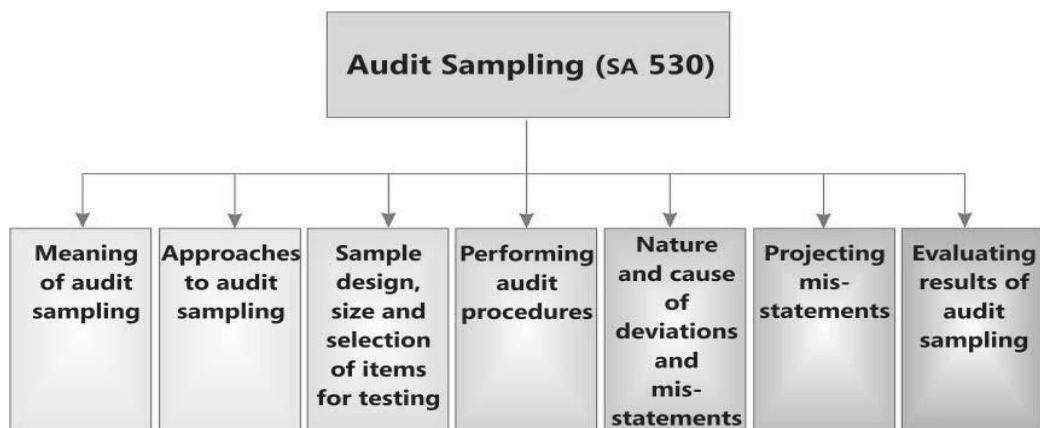 Audit Sampling (SA 530)
Meaning
of audit
sampling
Approaches
to audit
sampling
Sample
design,
size and
selection
of items
for testing
Performing
audit
procedures
Nature
and cause
of
deviations
and
mis-
statements
Projecting
mis-
statements
Evaluating
results of
audit
sampling